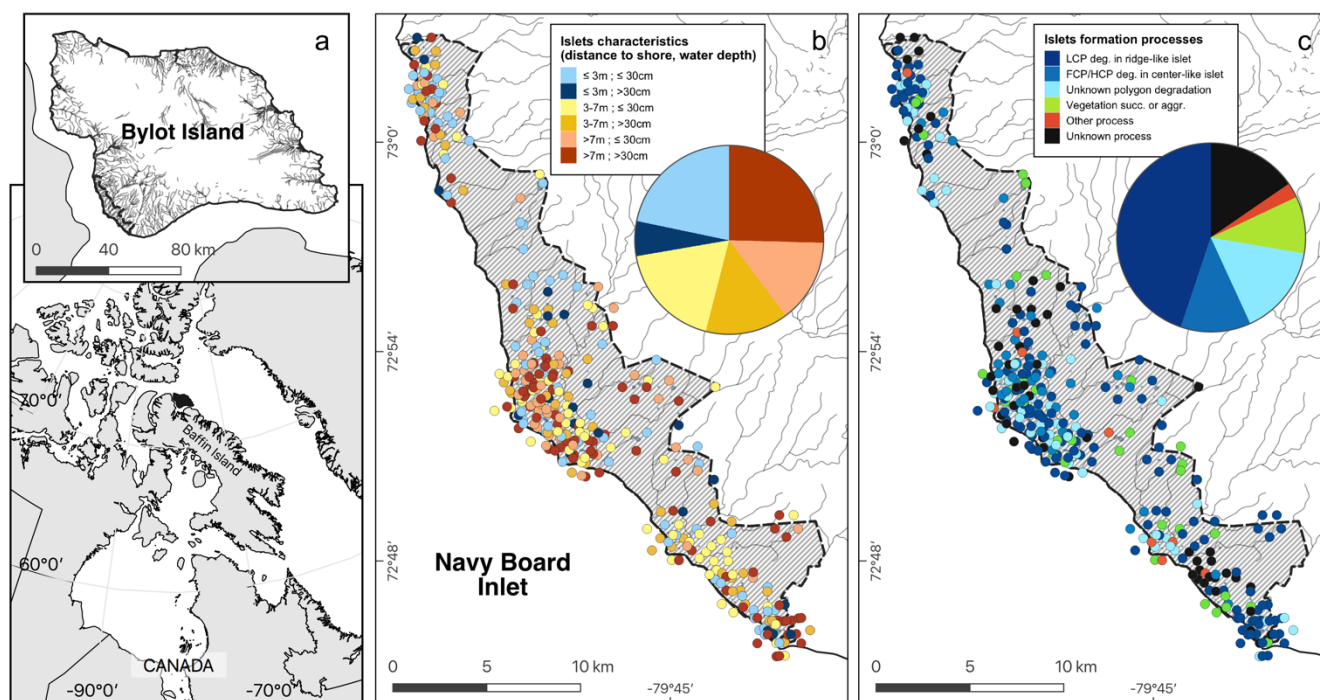 a
Bylot Island
0 40 80 km
70°0'
Baffin Island
60°0'
CANADA
-90°0' -70°0'
b
Islets characteristics
(distance to shore, water depth)
≤ 3m ; ≤ 30cm
≤ 3m ; >30cm
3-7m ; ≤ 30cm
3-7m ; >30cm
>7m ; ≤ 30cm
>7m ; >30cm
73°0'
72°54'
72°48'
Navy Board
Inlet
0 5 10 km
-79°45'
c
Islets formation processes
LCP deg. in ridge-like islet
FCP/HCP deg. in center-like islet
Unknown polygon degradation
Vegetation succ. or aggr.
Other process
Unknown process
73°0'
72°54'
72°48'
0 5 10 km
-79°45'